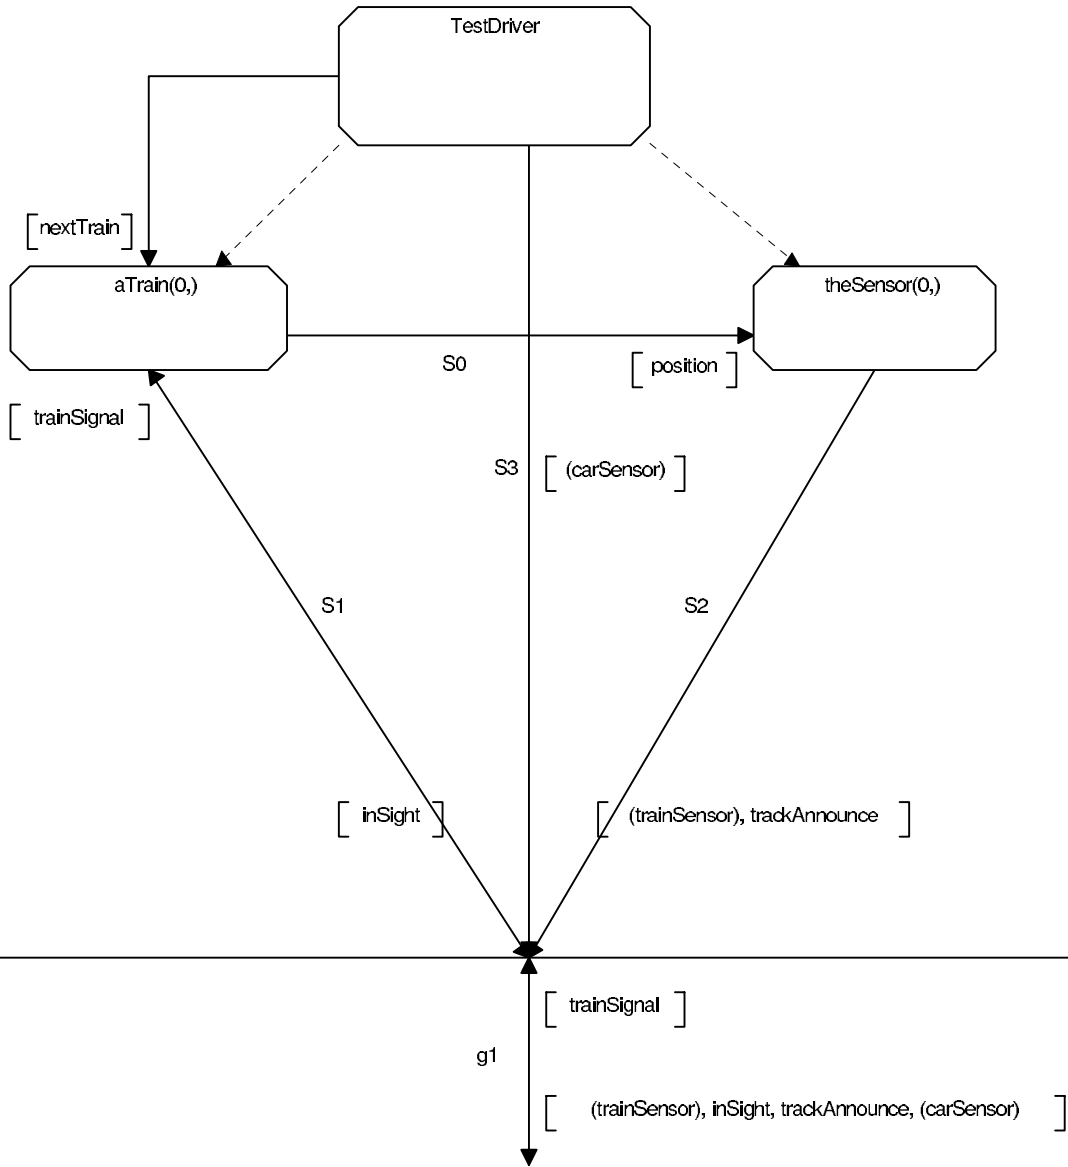 TestDriver
[nextTrain]
aTrain(0,)
theSensor(0,)
S0
[ position ]
[ trainSignal ]
S3
[ (carSensor) ]
S1
S2
[ inSight ]
[ (trainSensor), trackAnnounce ]
[ trainSignal ]
g1
[ (trainSensor), inSight, trackAnnounce, (carSensor) ]